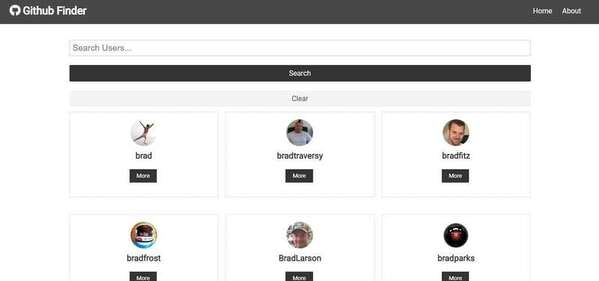 Github Finder
Home About
Search Users...
Search
Clear
brad bradtraversy bradfitz
More More More
bradfrost BradLarson bradparks
More More More